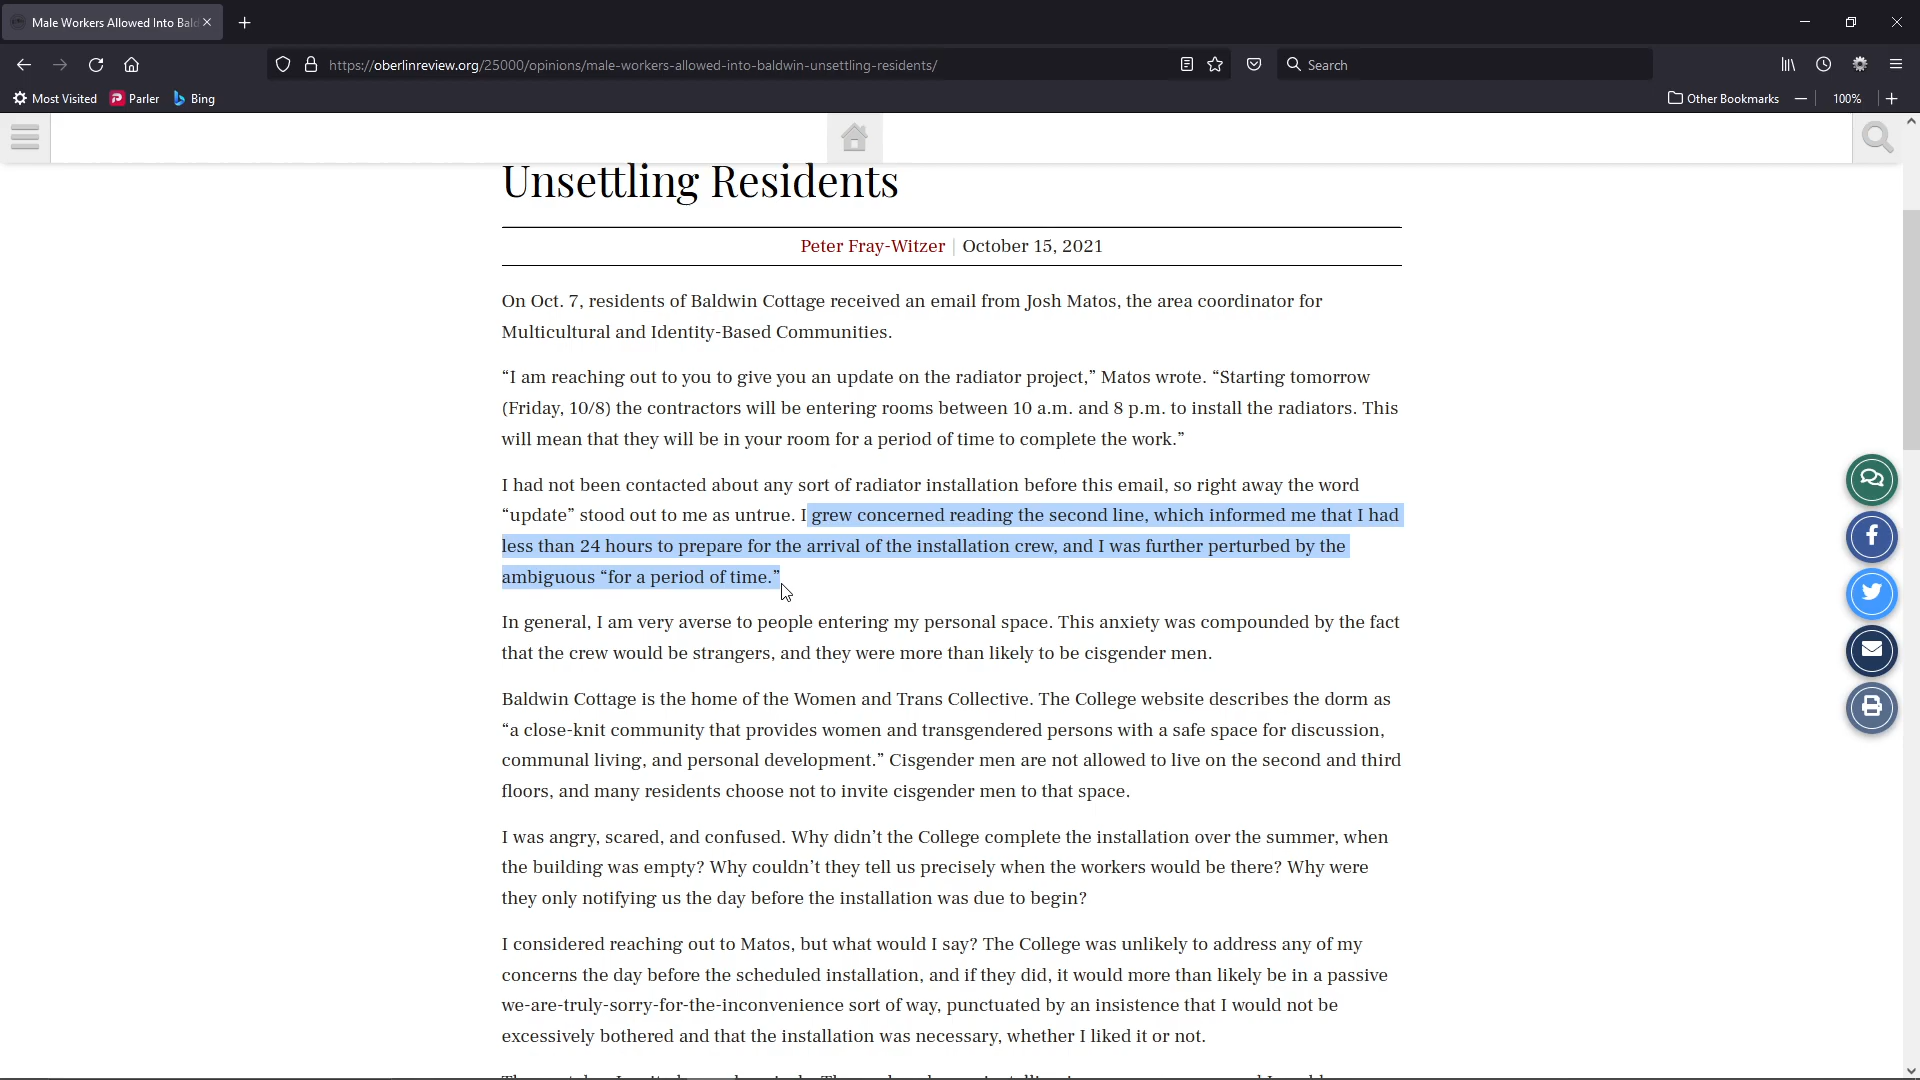 Male Workers Allowed Into Bald
https://oberlinreview.org/25000/opinions/male-workers-allowed-into-baldwin-unsettling-residents/
Search
Most Visited
Parler
Bing
Other Bookmarks
100%
Unsettling Residents
Peter Fray-Witzer | October 15, 2021
On Oct. 7, residents of Baldwin Cottage received an email from Josh Matos, the area coordinator for
Multicultural and Identity-Based Communities.
“I am reaching out to you to give you an update on the radiator project,” Matos wrote. “Starting tomorrow
(Friday, 10/8) the contractors will be entering rooms between 10 a.m. and 8 p.m. to install the radiators. This
will mean that they will be in your room for a period of time to complete the work.”
I had not been contacted about any sort of radiator installation before this email, so right away the word
“update” stood out to me as untrue. I grew concerned reading the second line, which informed me that I had
less than 24 hours to prepare for the arrival of the installation crew, and I was further perturbed by the
ambiguous “for a period of time.”
In general, I am very averse to people entering my personal space. This anxiety was compounded by the fact
that the crew would be strangers, and they were more than likely to be cisgender men.
Baldwin Cottage is the home of the Women and Trans Collective. The College website describes the dorm as
“a close-knit community that provides women and transgendered persons with a safe space for discussion,
communal living, and personal development.” Cisgender men are not allowed to live on the second and third
floors, and many residents choose not to invite cisgender men to that space.
I was angry, scared, and confused. Why didn’t the College complete the installation over the summer, when
the building was empty? Why couldn’t they tell us precisely when the workers would be there? Why were
they only notifying us the day before the installation was due to begin?
I considered reaching out to Matos, but what would I say? The College was unlikely to address any of my
concerns the day before the scheduled installation, and if they did, it would more than likely be in a passive
we-are-truly-sorry-for-the-inconvenience sort of way, punctuated by an insistence that I would not be
excessively bothered and that the installation was necessary, whether I liked it or not.